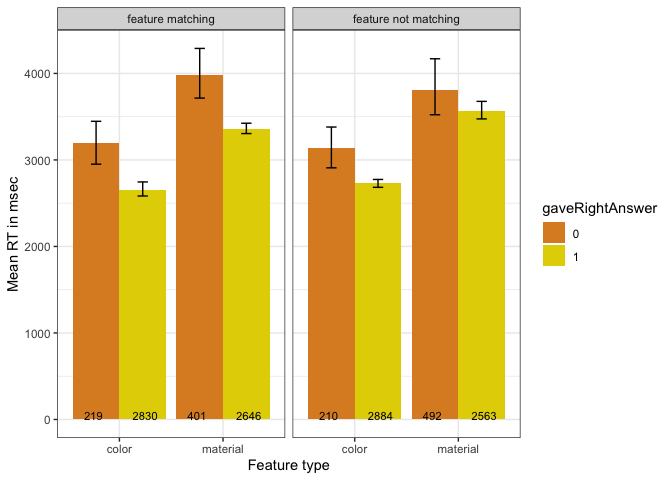 feature matching
feature not matching
4000
3000
2000
1000
0
Mean RT in msec
219
2830
401
2646
210
2884
492
2563
color
material
color
material
Feature type
gaveRightAnswer
0
1